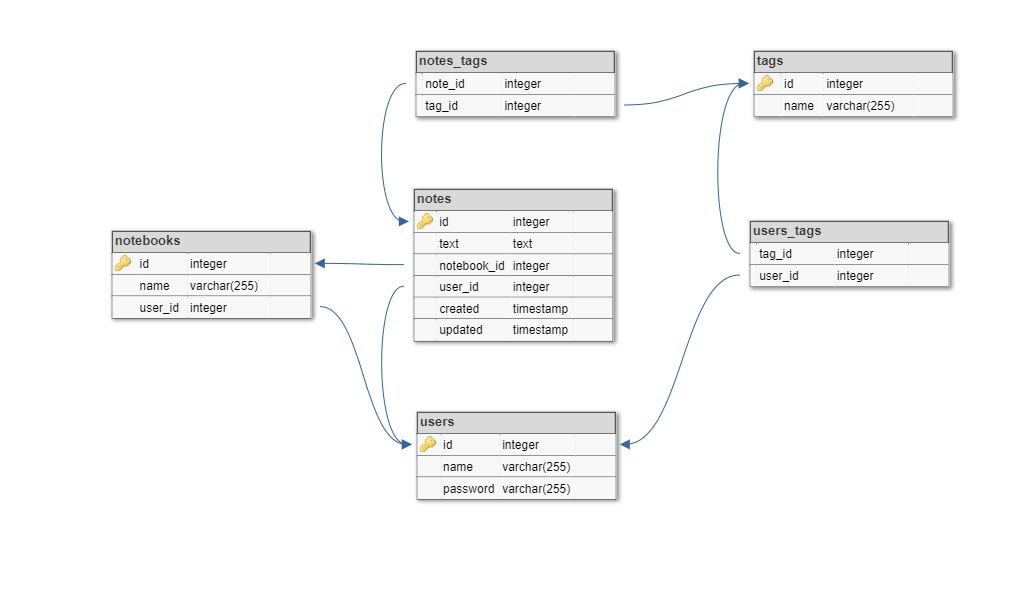 notes_tags
note_id integer
tag_id integer
tags
id integer
name varchar(255)
notes
id integer
text text
notebook_id integer
user_id integer
created timestamp
updated timestamp
notebooks
id integer
name varchar(255)
user_id integer
users_tags
tag_id integer
user_id integer
users
id integer
name varchar(255)
password varchar(255)